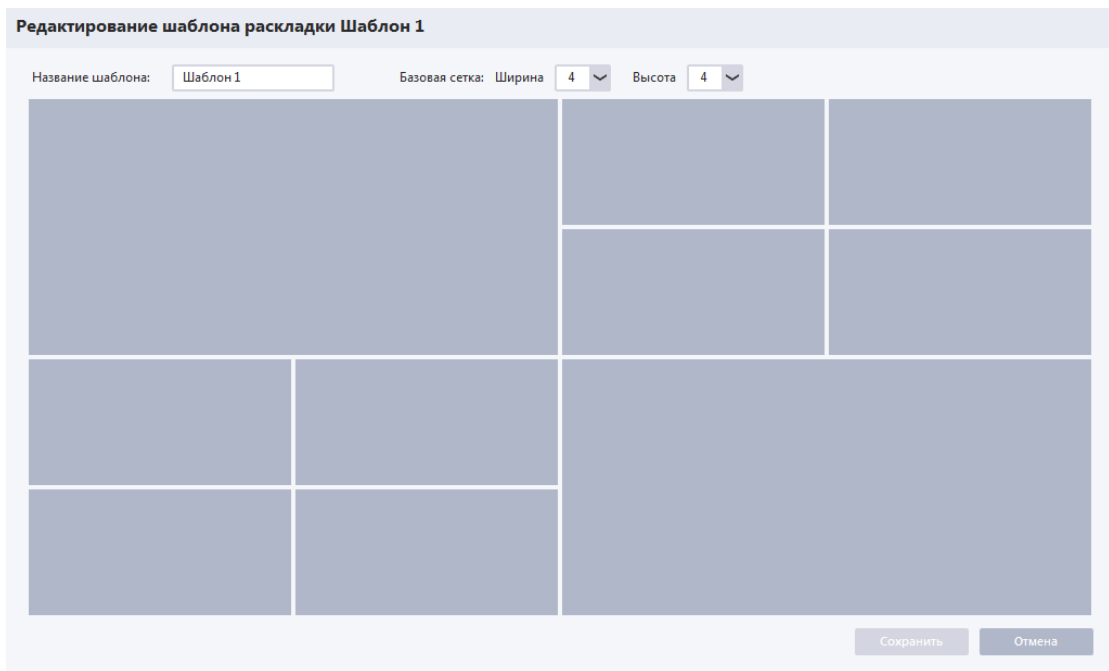 Редактирование шаблона раскладки Шаблон 1
Название шаблона: Шаблон 1 Базовая сетка: Ширина 4 Высота 4
Сохранить Отмена